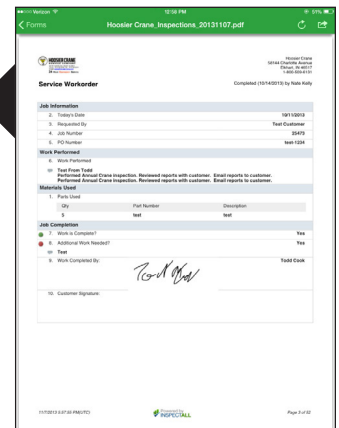 Verizon 12:58 PM 51%
Forms Hoosier Crane_Inspections_20131107.pdf
HOOSIER CRANE
Hoosier Crane
Elkhart, IN
Service Workorder
Completed (10/14/2013) by Nate Kelly
Job Information
2. Today's Date 10/11/2013
3. Requested By Test Customer
4. Job Number 25473
5. PO Number test-1234
Work Performed
6. Work Performed
Test From Todd
Performed Annual Crane inspection. Reviewed reports with customer. Email reports to customer.
Performed Annual Crane inspection. Reviewed reports with customer. Email reports to customer.
Materials Used
1. Parts Used
Qty Part Number Description
5 test test
Job Completion
7. Work is Complete? Yes
8. Additional Work Needed? Yes
Test
9. Work Completed By: Todd Cook
10. Customer Signature:
Powered by
INSPECTALL